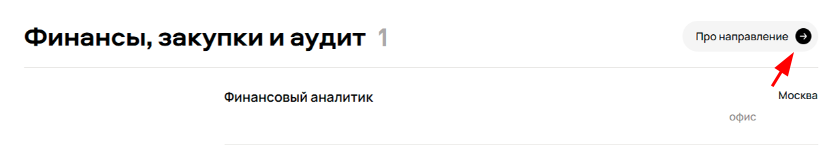 Финансы, закупки и аудит 1
Про направление
Финансовый аналитик
Москва
офис